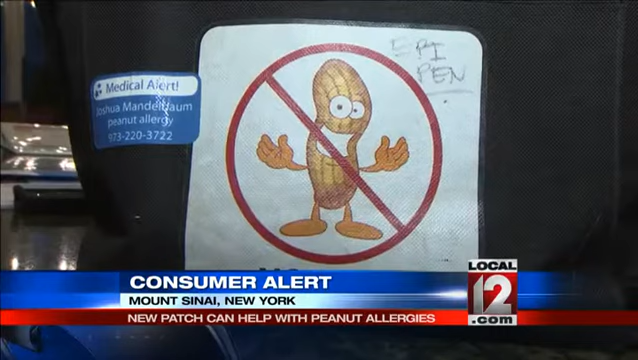 EPI
PEN
Medical Alert!
Joshua Mandelbaum
peanut allergy
973-220-3722
CONSUMER ALERT
MOUNT SINAI, NEW YORK
NEW PATCH CAN HELP WITH PEANUT ALLERGIES
LOCAL
12
.com